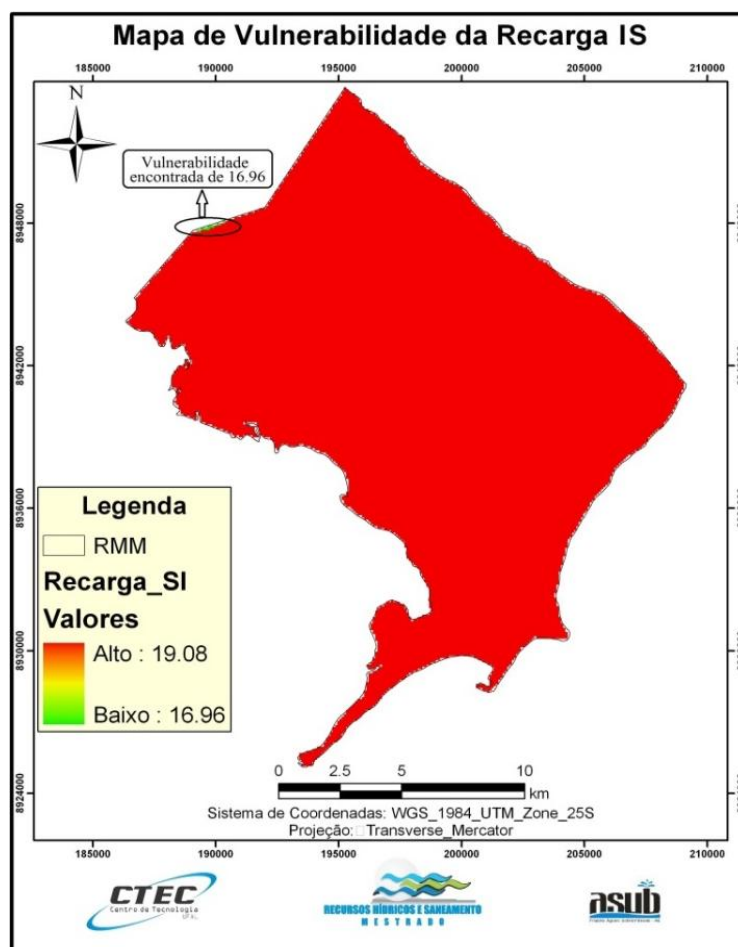 Mapa de Vulnerabilidade da Recarga IS
185000 190000 195000 200000 205000 210000
N
Vulnerabilidade
encontrada de 16.96
8948000
8942000
8936000
8930000
8924000
Legenda
RMM
Recarga_SI
Valores
Alto : 19.08
Baixo : 16.96
0 2.5 5 10
km
Sistema de Coordenadas: WGS_1984_UTM_Zone_25S
Projeção: Transverse_Mercator
185000 190000 195000 200000 205000 210000
CTEC
Centro de Tecnologia
RECURSOS HÍDRICOS E SANEAMENTO
MESTRADO
asub